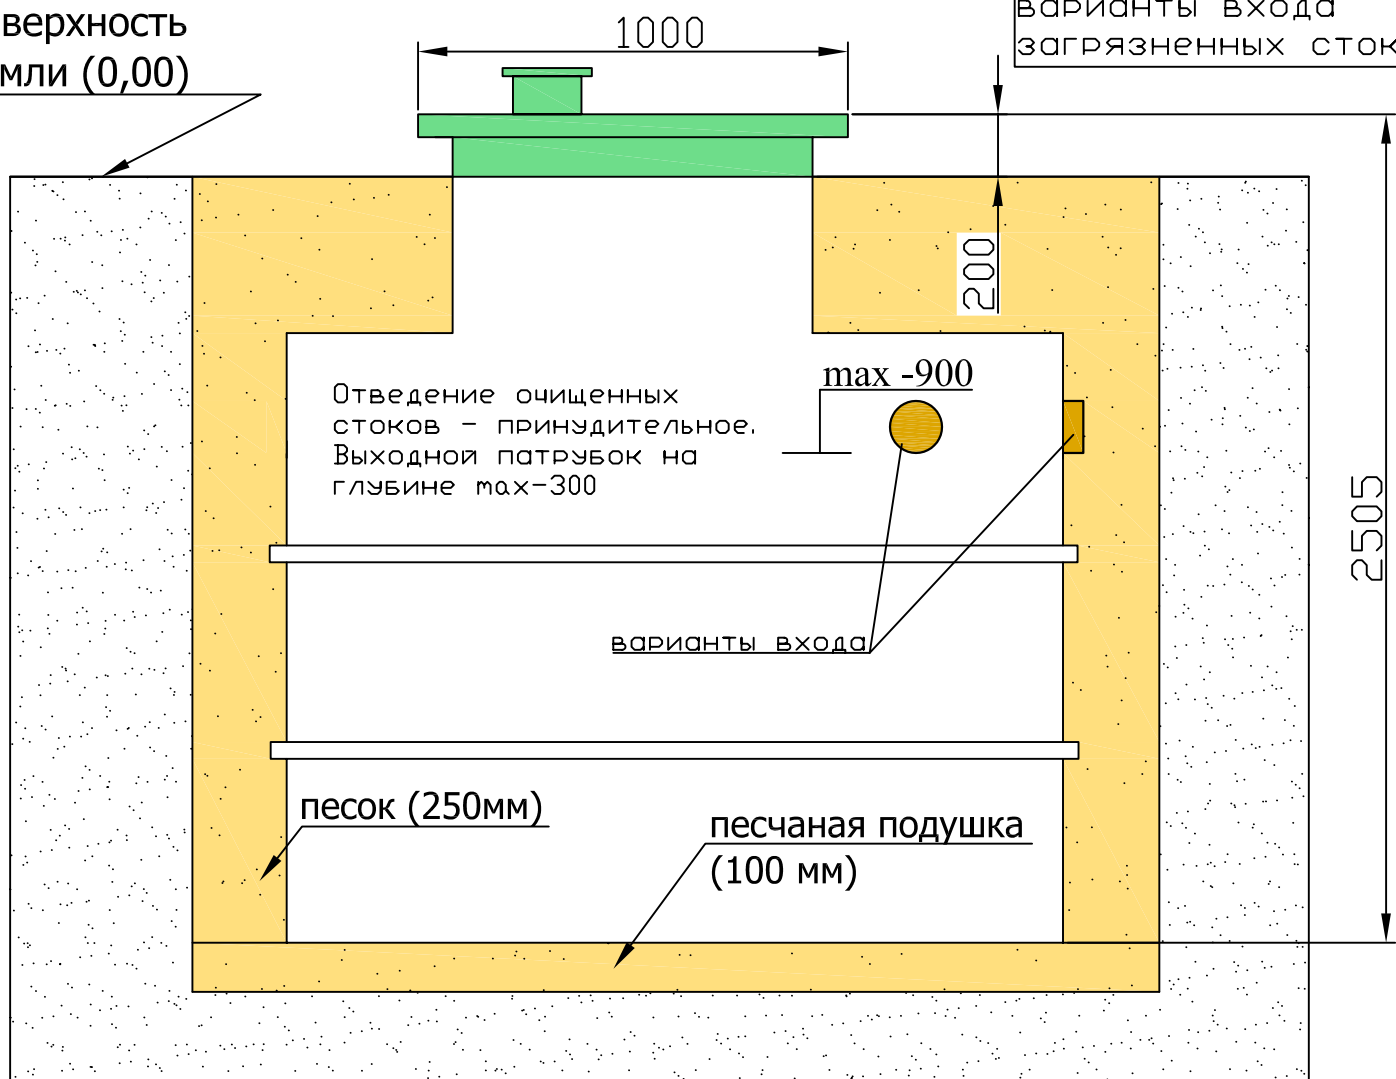 верхность
мли (0,00)
1000
варианты входа
загрязненных сток
200
max -900
Отведение очищенных
стоков - принудительное.
Выходной патрубок на
глубине max-300
2505
варианты входа
песок (250мм)
песчаная подушка
(100 мм)